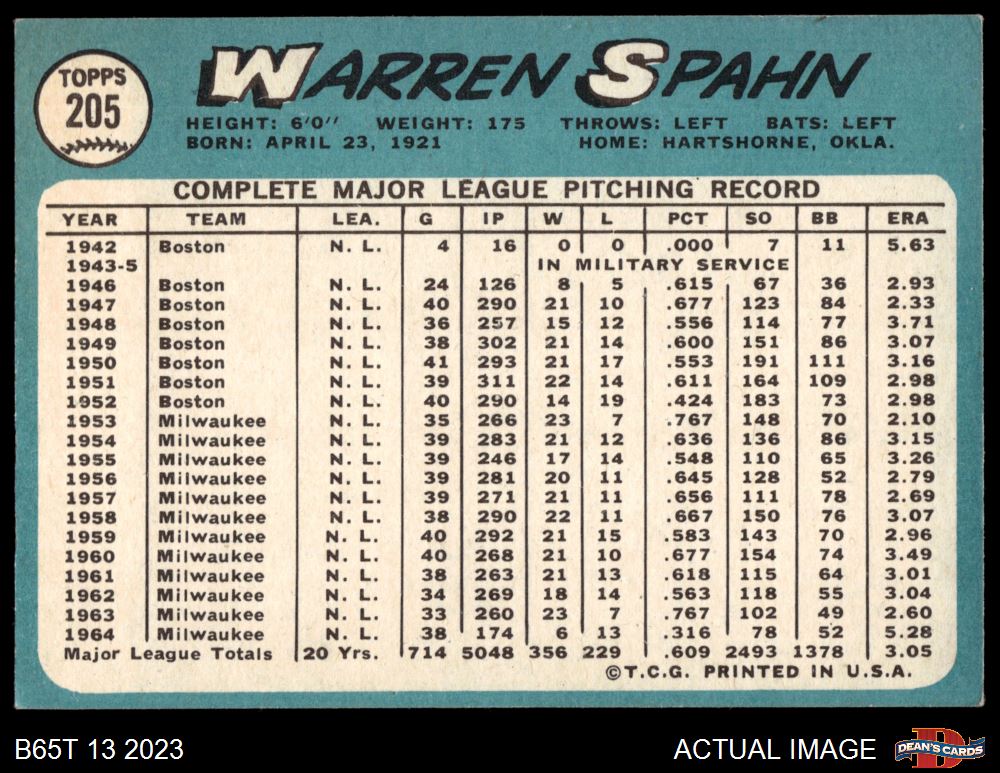 TOPPS
205
WARREN SPAHN
HEIGHT: 6'0" WEIGHT: 175 THROWS: LEFT BATS: LEFT
BORN: APRIL 23, 1921 HOME: HARTSHORNE, OKLA.
COMPLETE MAJOR LEAGUE PITCHING RECORD
YEAR TEAM LEA. G IP W L PCT SO BB ERA
1942 Boston N. L. 4 16 0 0 .000 7 11 5.63
1943-5 IN MILITARY SERVICE
1946 Boston N. L. 24 126 8 5 .615 67 36 2.93
1947 Boston N. L. 40 290 21 10 .677 123 84 2.33
1948 Boston N. L. 36 257 15 12 .556 114 77 3.71
1949 Boston N. L. 38 302 21 14 .600 151 86 3.07
1950 Boston N. L. 41 293 21 17 .553 191 111 3.16
1951 Boston N. L. 39 311 22 14 .611 164 109 2.98
1952 Boston N. L. 40 290 14 19 .424 183 73 2.98
1953 Milwaukee N. L. 35 266 23 7 .767 148 70 2.10
1954 Milwaukee N. L. 39 283 21 12 .636 136 86 3.15
1955 Milwaukee N. L. 39 246 17 14 .548 110 65 3.26
1956 Milwaukee N. L. 39 281 20 11 .645 128 52 2.79
1957 Milwaukee N. L. 39 271 21 11 .656 111 78 2.69
1958 Milwaukee N. L. 38 290 22 11 .667 150 76 3.07
1959 Milwaukee N. L. 40 292 21 15 .583 143 70 2.96
1960 Milwaukee N. L. 40 268 21 10 .677 154 74 3.49
1961 Milwaukee N. L. 38 263 21 13 .618 115 64 3.01
1962 Milwaukee N. L. 34 269 18 14 .563 118 55 3.04
1963 Milwaukee N. L. 33 260 23 7 .767 102 49 2.60
1964 Milwaukee N. L. 38 174 6 13 .316 78 52 5.28
Major League Totals 20 Yrs. 714 5048 356 229 .609 2493 1378 3.05
©T.C.G. PRINTED IN U.S.A.
B65T 13 2023 ACTUAL IMAGE
D
DEAN'S CARDS